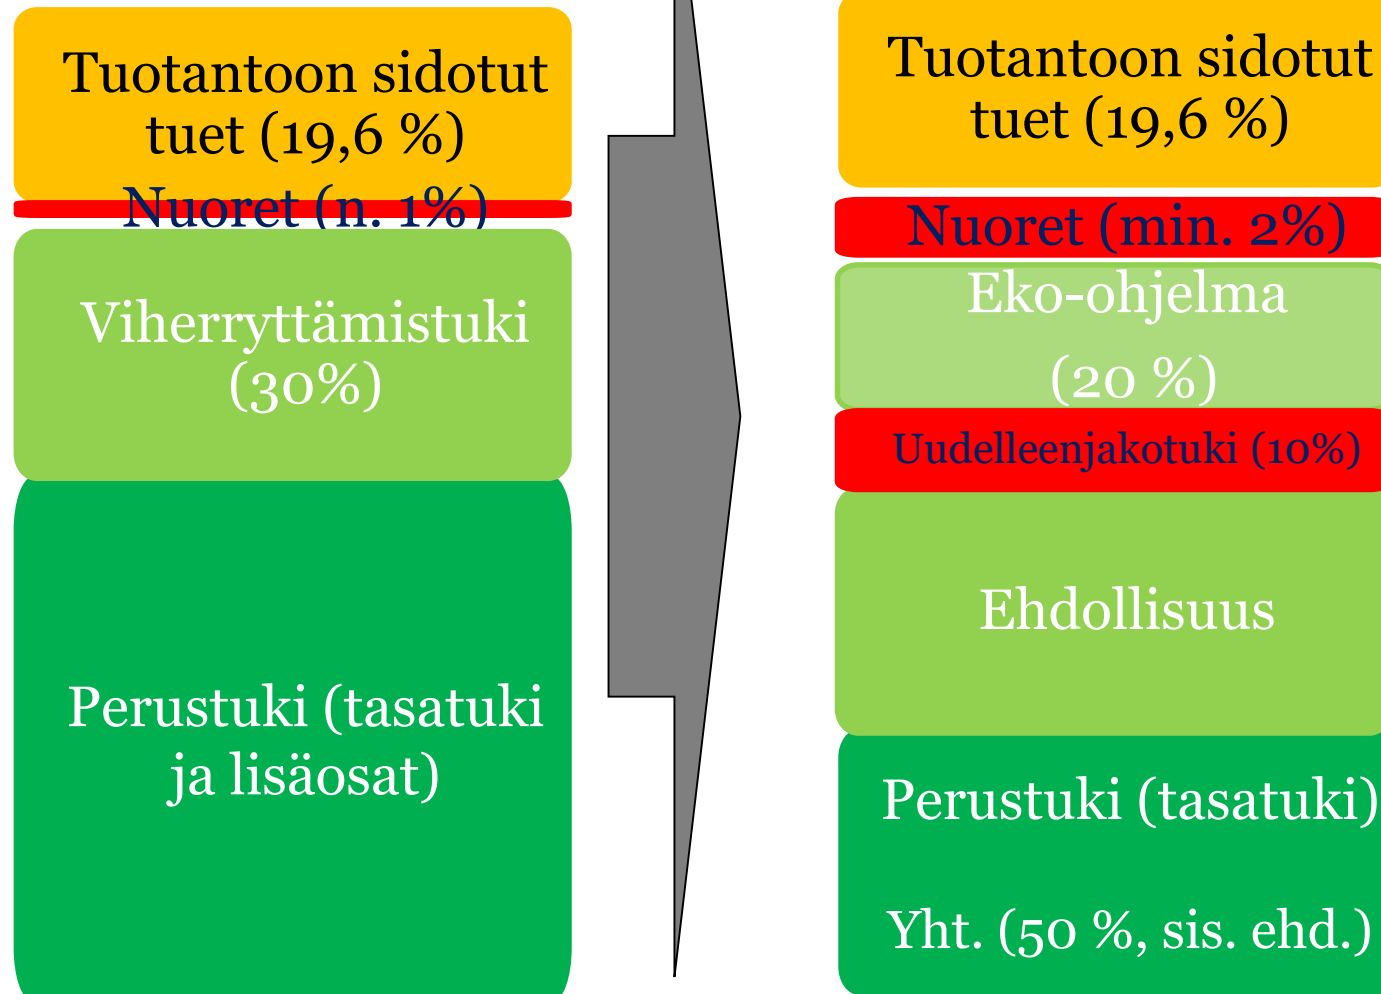 Tuotantoon sidotut
tuet (19,6 %)
Nuoret (n. 1%)
Viherryttämistuki
(30%)
Perustuki (tasatuki
ja lisäosat)
Tuotantoon sidotut
tuet (19,6 %)
Nuoret (min. 2%)
Eko-ohjelma
(20 %)
Uudelleenjakotuki (10%)
Ehdollisuus
Perustuki (tasatuki)
Yht. (50 %, sis. ehd.)